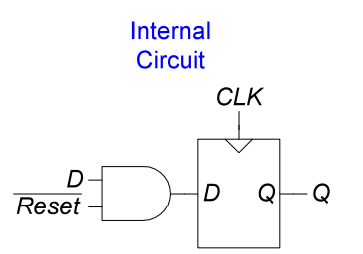 Internal
Circuit
CLK
D
Reset
D Q
Q